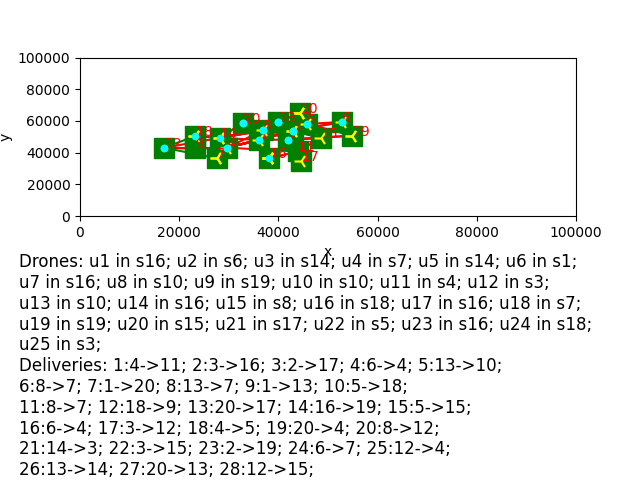 100000
80000
60000
40000
20000
0
y
0 20000 40000 60000 80000 100000
x
Drones: u1 in s16; u2 in s6; u3 in s14; u4 in s7; u5 in s14; u6 in s1;
u7 in s16; u8 in s10; u9 in s19; u10 in s10; u11 in s4; u12 in s3;
u13 in s10; u14 in s16; u15 in s8; u16 in s18; u17 in s16; u18 in s7;
u19 in s19; u20 in s15; u21 in s17; u22 in s5; u23 in s16; u24 in s18;
u25 in s3;
Deliveries: 1:4->11; 2:3->16; 3:2->17; 4:6->4; 5:13->10;
6:8->7; 7:1->20; 8:13->7; 9:1->13; 10:5->18;
11:8->7; 12:18->9; 13:20->17; 14:16->19; 15:5->15;
16:6->4; 17:3->12; 18:4->5; 19:20->4; 20:8->12;
21:14->3; 22:3->15; 23:2->19; 24:6->7; 25:12->4;
26:13->14; 27:20->13; 28:12->15;